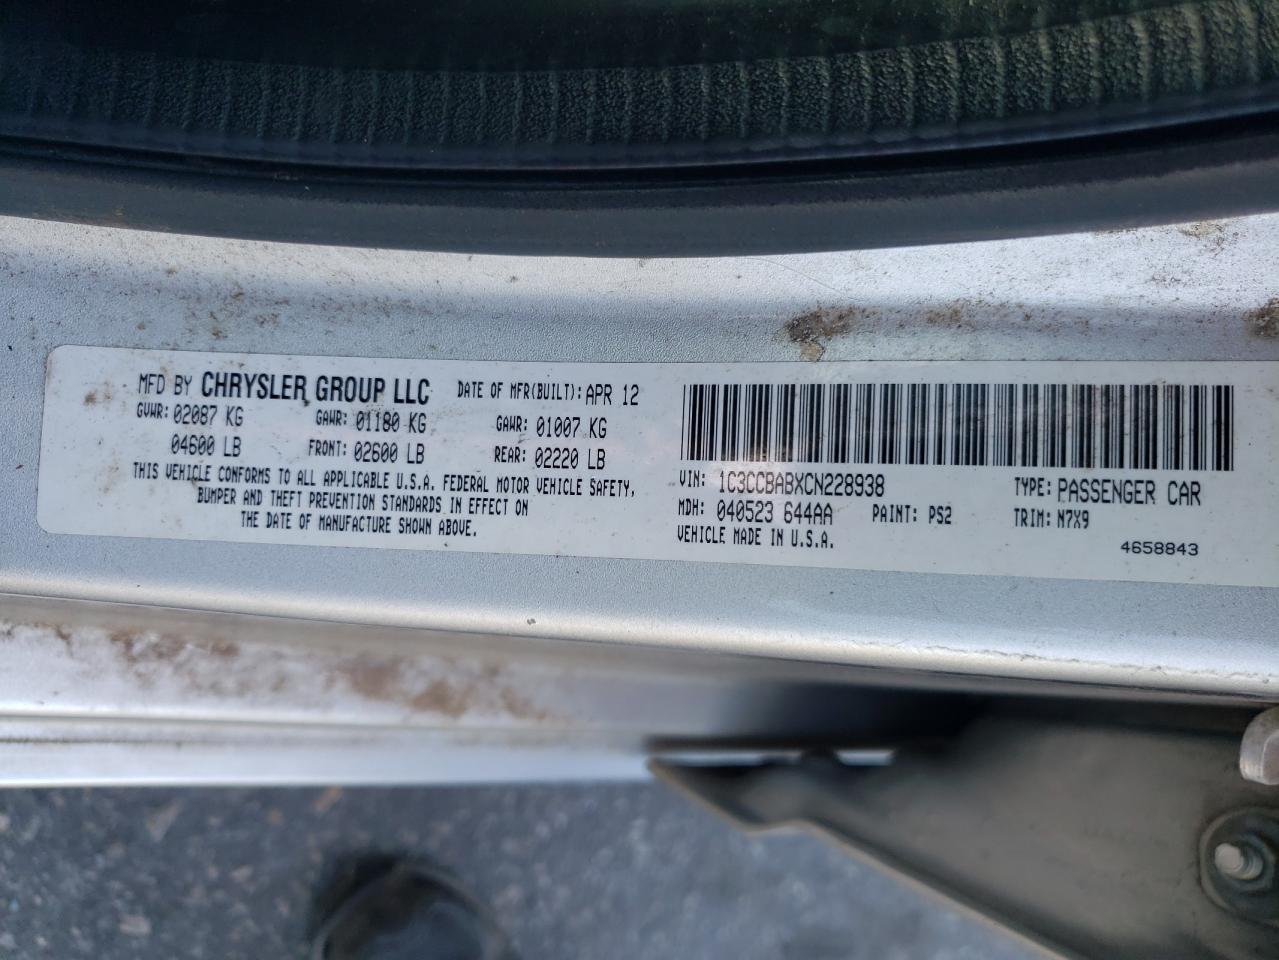 MFD BY CHRYSLER GROUP LLC DATE OF MFR(BUILT): APR 12
GVWR: 02087 KG GAWR: 01180 KG GAWR: 01007 KG
04600 LB FRONT: 02600 LB REAR: 02220 LB
THIS VEHICLE CONFORMS TO ALL APPLICABLE U.S.A. FEDERAL MOTOR VEHICLE SAFETY,
BUMPER AND THEFT PREVENTION STANDARDS IN EFFECT ON
THE DATE OF MANUFACTURE SHOWN ABOVE.
VIN: 1C3CCBABXCN228938 TYPE: PASSENGER CAR
MDH: 040523 644AA PAINT: PS2 TRIM: N7X9
VEHICLE MADE IN U.S.A.
4658843